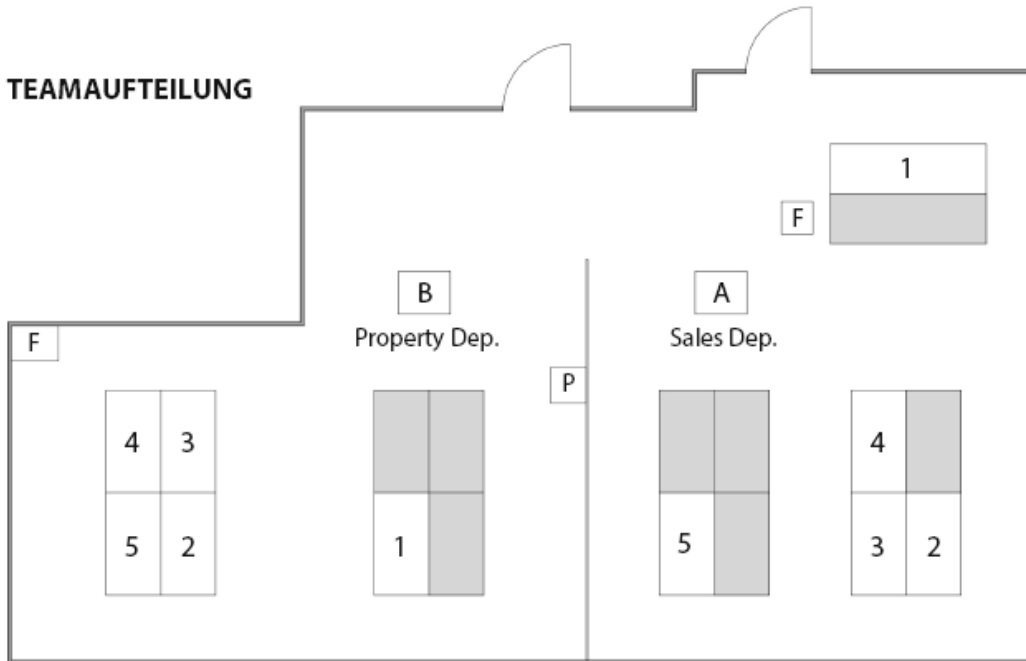 TEAMAUFTEILUNG
1
F
B
A
Property Dep.
Sales Dep.
F
P
4 3
4
5 2
1
5
3 2